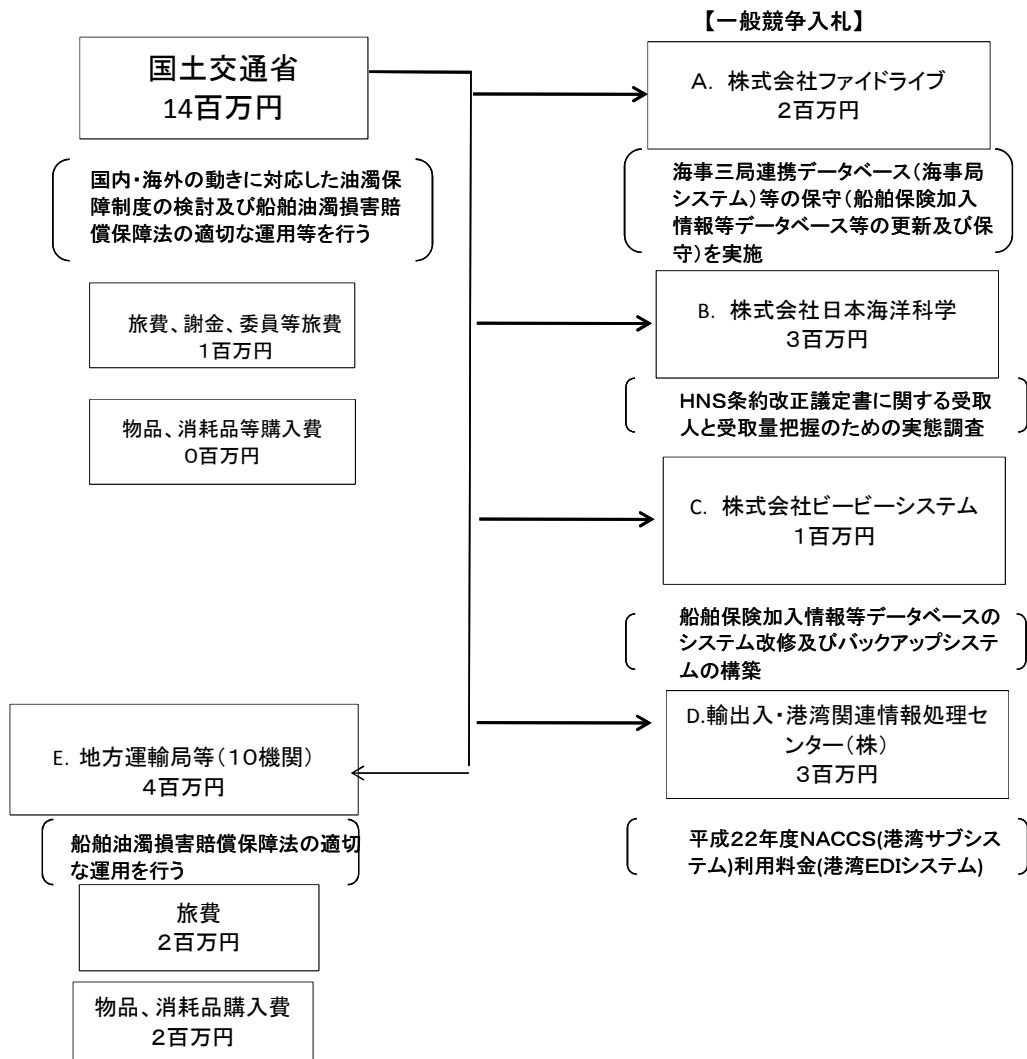 【一般競争入札】
国土交通省
14百万円
国内・海外の動きに対応した油濁保
障制度の検討及び船舶油濁損害賠
償保障法の適切な運用等を行う
旅費、謝金、委員等旅費
1百万円
物品、消耗品等購入費
0百万円
A. 株式会社ファイドライブ
2百万円
海事三局連携データベース(海事局
システム)等の保守(船舶保険加入
情報等データベース等の更新及び保
守)を実施
B. 株式会社日本海洋科学
3百万円
HNS条約改正議定書に関する受取
人と受取量把握のための実態調査
C. 株式会社ビービーシステム
1百万円
船舶保険加入情報等データベースの
システム改修及びバックアップシステ
ムの構築
D.輸出入・港湾関連情報処理セ
ンター(株)
3百万円
平成22年度NACCS(港湾サブシス
テム)利用料金(港湾EDIシステム)
E. 地方運輸局等(10機関)
4百万円
船舶油濁損害賠償保障法の適切
な運用を行う
旅費
2百万円
物品、消耗品購入費
2百万円